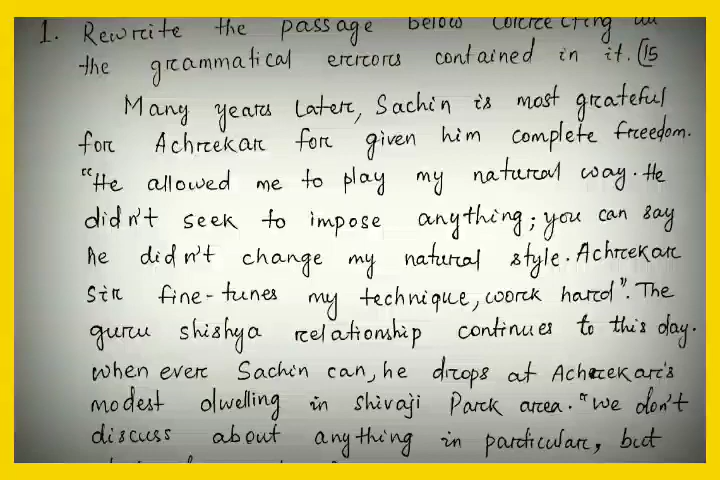 1. Rewrite the passage below correcting all
the grammatical errors contained in it. (15
Many years later, Sachin is most grateful
for Achrekar for given him complete freedom.
"He allowed me to play my natural way. He
didn't seek to impose anything; you can say
he didn't change my natural style. Achrekar
Sir fine-tunes my technique, work hard". The
guru shishya relationship continues to this day.
when ever Sachin can, he drops at Achrekar's
modest dwelling in shivaji Park area. "we don't
discuss about anything in particular, but